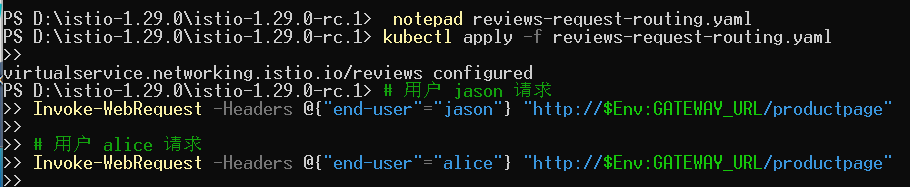 PS D:\istio-1.29.0\istio-1.29.0-rc.1>  notepad reviews-request-routing.yaml
PS D:\istio-1.29.0\istio-1.29.0-rc.1> kubectl apply -f reviews-request-routing.yaml
>>
virtualservice.networking.istio.io/reviews configured
PS D:\istio-1.29.0\istio-1.29.0-rc.1> # 用户 jason 请求
>> Invoke-WebRequest -Headers @{"end-user"="jason"} "http://$Env:GATEWAY_URL/productpage"
>>
>> # 用户 alice 请求
>> Invoke-WebRequest -Headers @{"end-user"="alice"} "http://$Env:GATEWAY_URL/productpage"
>>